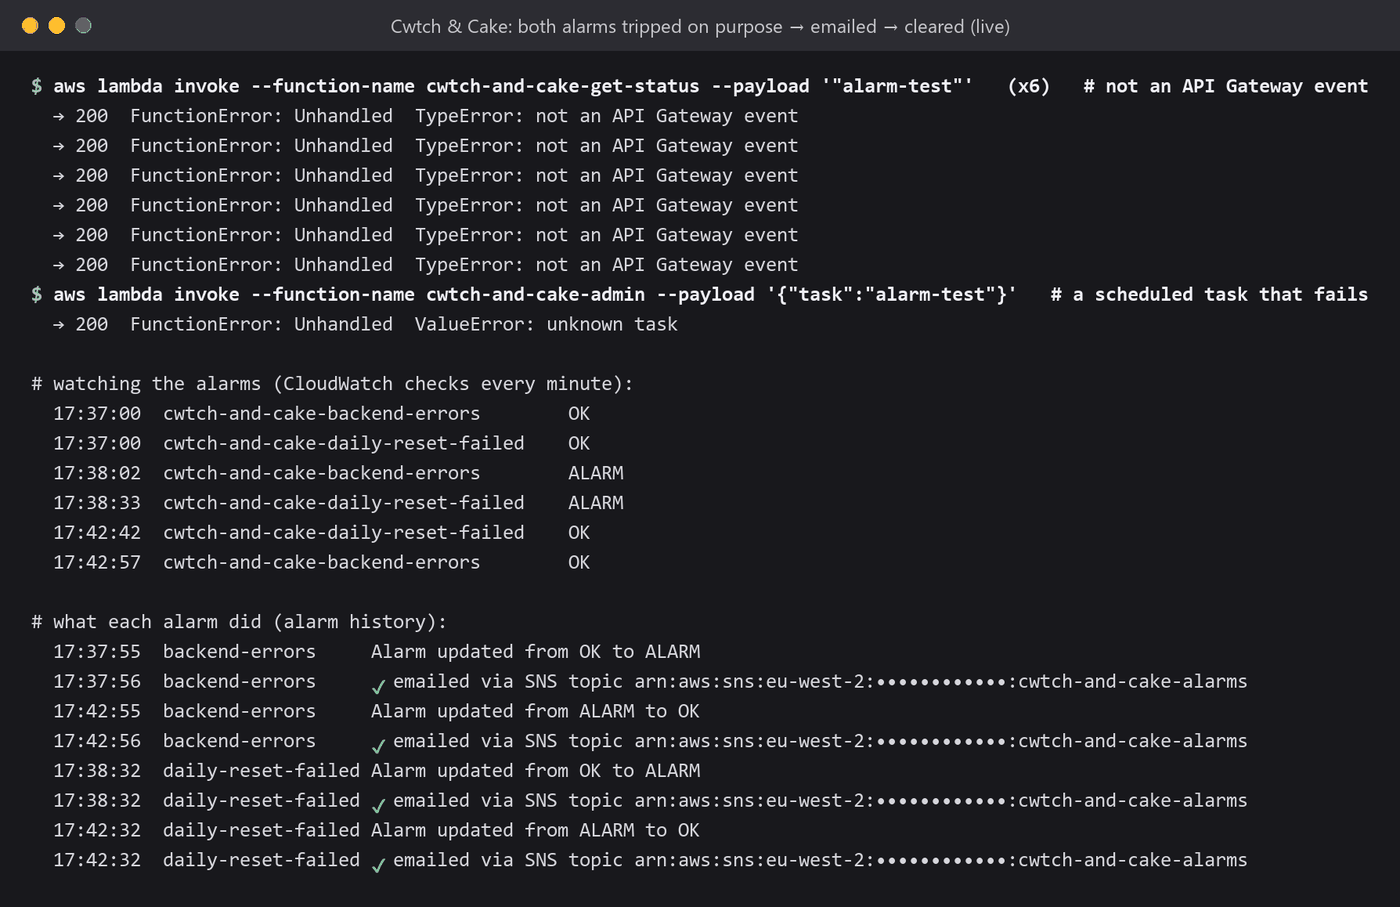 Cwtch & Cake: both alarms tripped on purpose → emailed → cleared (live)
$ aws lambda invoke --function-name cwtch-and-cake-get-status --payload '"alarm-test"'   (x6)   # not an API Gateway event
→ 200  FunctionError: Unhandled  TypeError: not an API Gateway event
→ 200  FunctionError: Unhandled  TypeError: not an API Gateway event
→ 200  FunctionError: Unhandled  TypeError: not an API Gateway event
→ 200  FunctionError: Unhandled  TypeError: not an API Gateway event
→ 200  FunctionError: Unhandled  TypeError: not an API Gateway event
→ 200  FunctionError: Unhandled  TypeError: not an API Gateway event
$ aws lambda invoke --function-name cwtch-and-cake-admin --payload '{"task":"alarm-test"}'   # a scheduled task that fails
→ 200  FunctionError: Unhandled  ValueError: unknown task
# watching the alarms (CloudWatch checks every minute):
17:37:00  cwtch-and-cake-backend-errors        OK
17:37:00  cwtch-and-cake-daily-reset-failed    OK
17:38:02  cwtch-and-cake-backend-errors        ALARM
17:38:33  cwtch-and-cake-daily-reset-failed    ALARM
17:42:42  cwtch-and-cake-daily-reset-failed    OK
17:42:57  cwtch-and-cake-backend-errors        OK
# what each alarm did (alarm history):
17:37:55  backend-errors     Alarm updated from OK to ALARM
17:37:56  backend-errors     ✓ emailed via SNS topic arn:aws:sns:eu-west-2:••••••••••••:cwtch-and-cake-alarms
17:42:55  backend-errors     Alarm updated from ALARM to OK
17:42:56  backend-errors     ✓ emailed via SNS topic arn:aws:sns:eu-west-2:••••••••••••:cwtch-and-cake-alarms
17:38:32  daily-reset-failed Alarm updated from OK to ALARM
17:38:32  daily-reset-failed ✓ emailed via SNS topic arn:aws:sns:eu-west-2:••••••••••••:cwtch-and-cake-alarms
17:42:32  daily-reset-failed Alarm updated from ALARM to OK
17:42:32  daily-reset-failed ✓ emailed via SNS topic arn:aws:sns:eu-west-2:••••••••••••:cwtch-and-cake-alarms